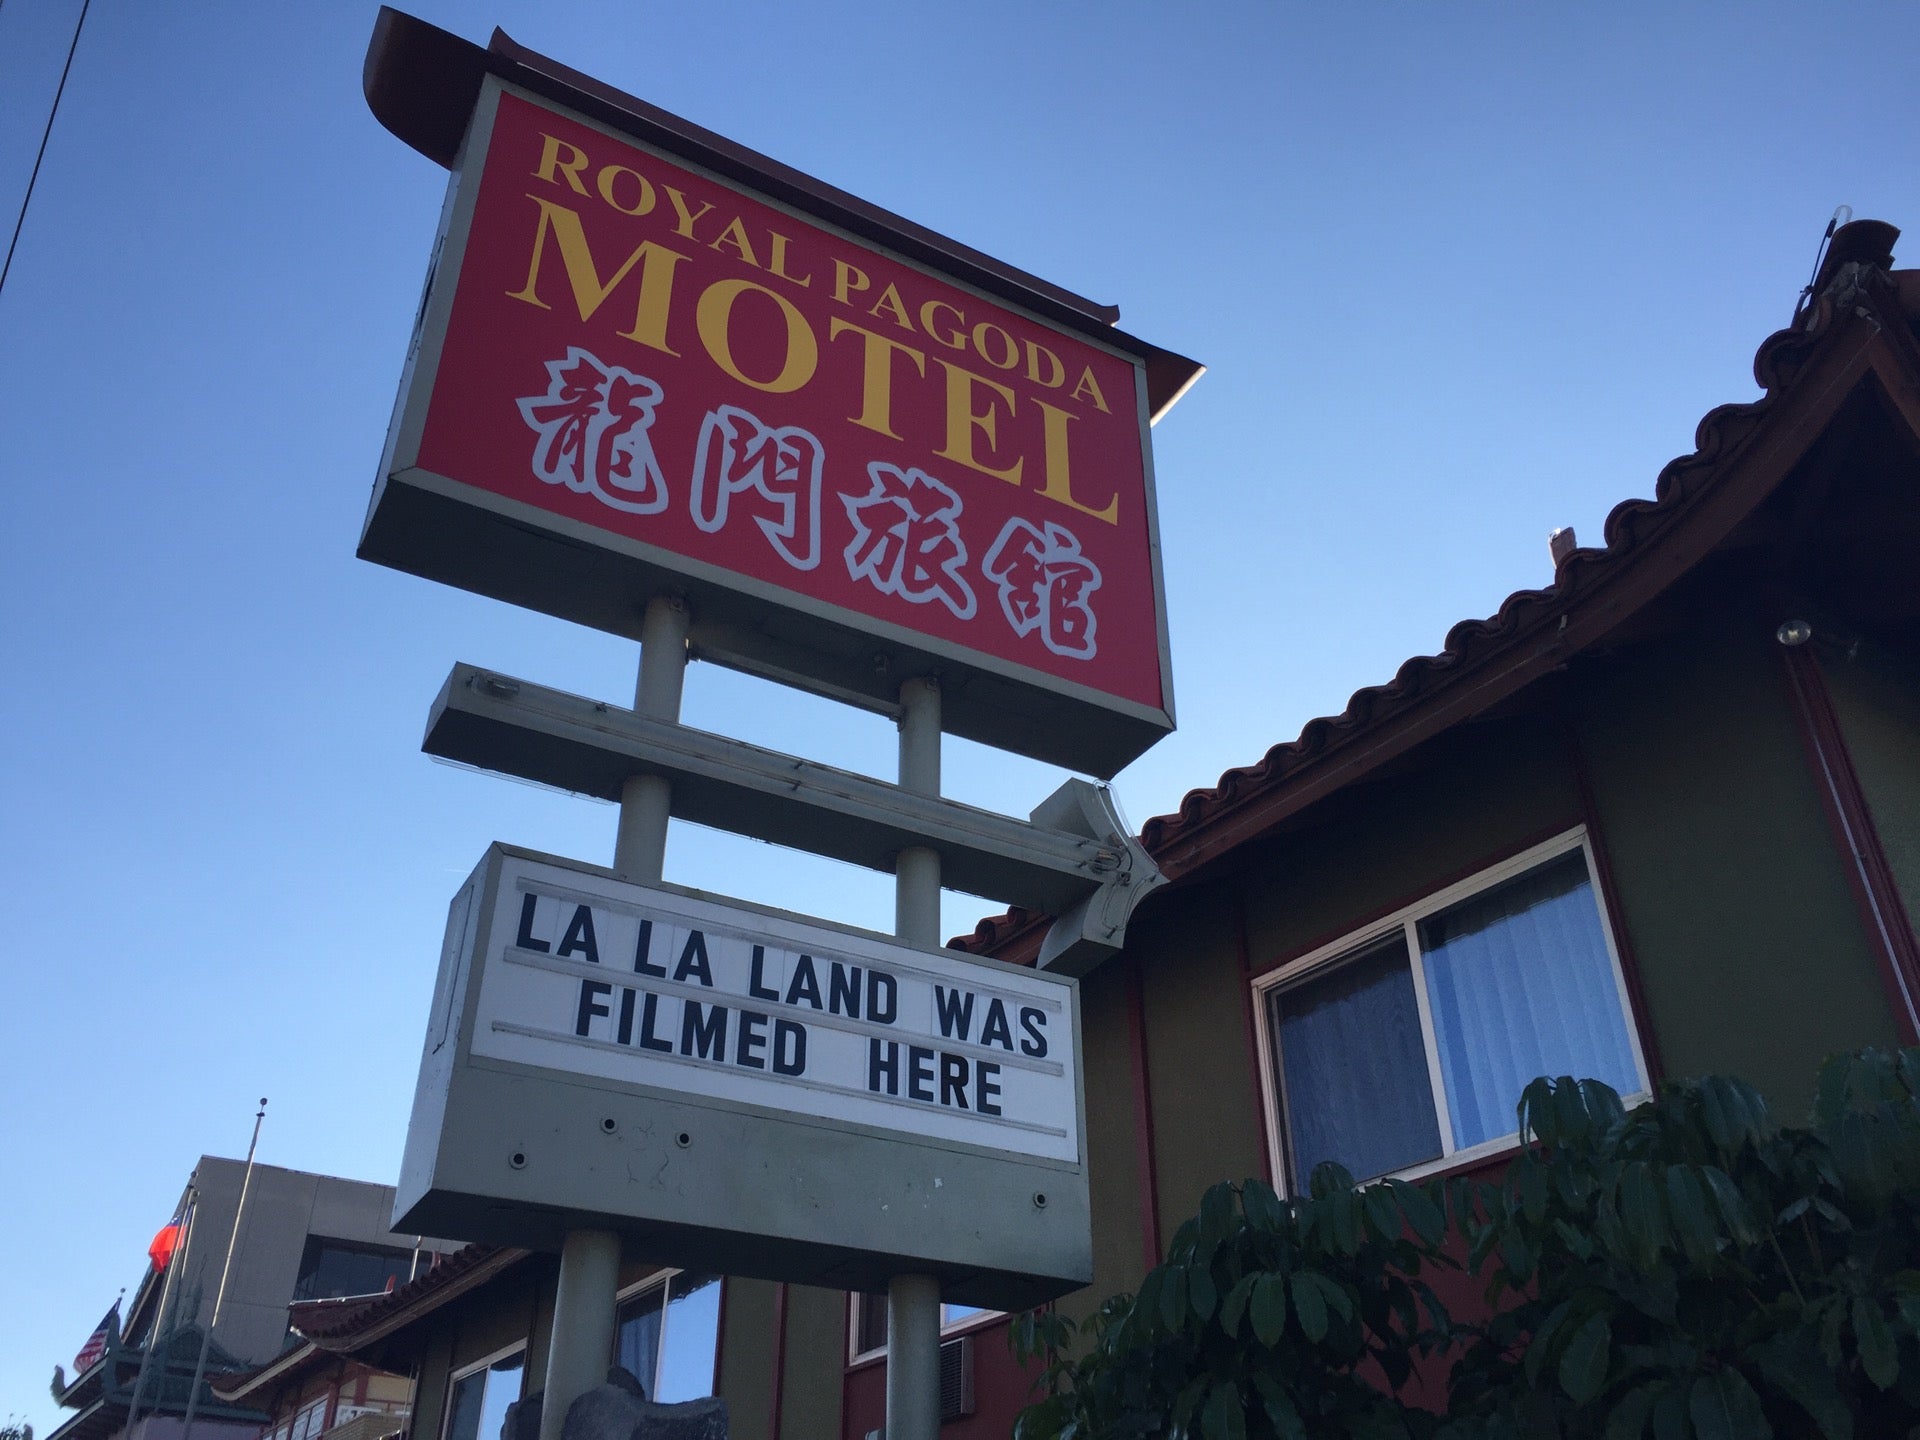 ROYAL PAGODA
MOTEL
龍門旅館
LA LA LAND WAS
FILMED HERE